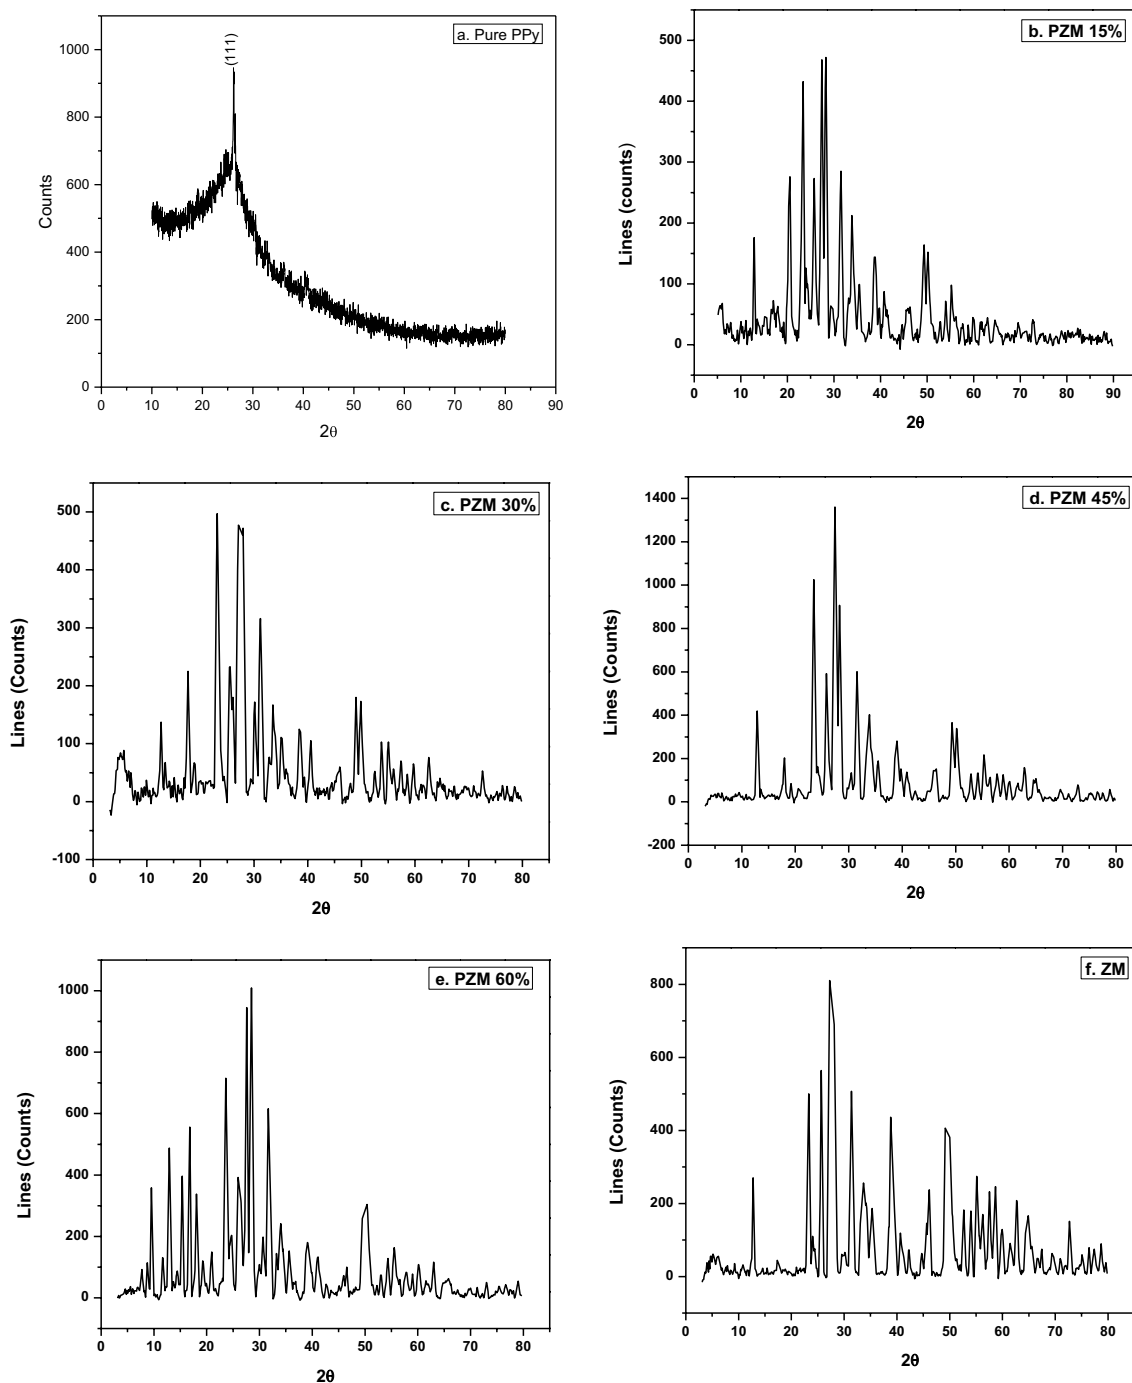 a. Pure PPy
(111)
1000
800
600
400
200
0
Counts
0 10 20 30 40 50 60 70 80 90
2θ
b. PZM 15%
500
400
300
200
100
0
Lines (counts)
10 20 30 40 50 60 70 80 90
2θ
c. PZM 30%
500
400
300
200
100
0
-100
Lines (Counts)
0 10 20 30 40 50 60 70 80
2θ
d. PZM 45%
1400
1200
1000
800
600
400
200
0
-200
Lines (Counts)
0 10 20 30 40 50 60 70 80
2θ
e. PZM 60%
1000
800
600
400
200
0
Lines (Counts)
0 10 20 30 40 50 60 70 80
2θ
f. ZM
800
600
400
200
0
Lines (Counts)
0 10 20 30 40 50 60 70 80
2θ